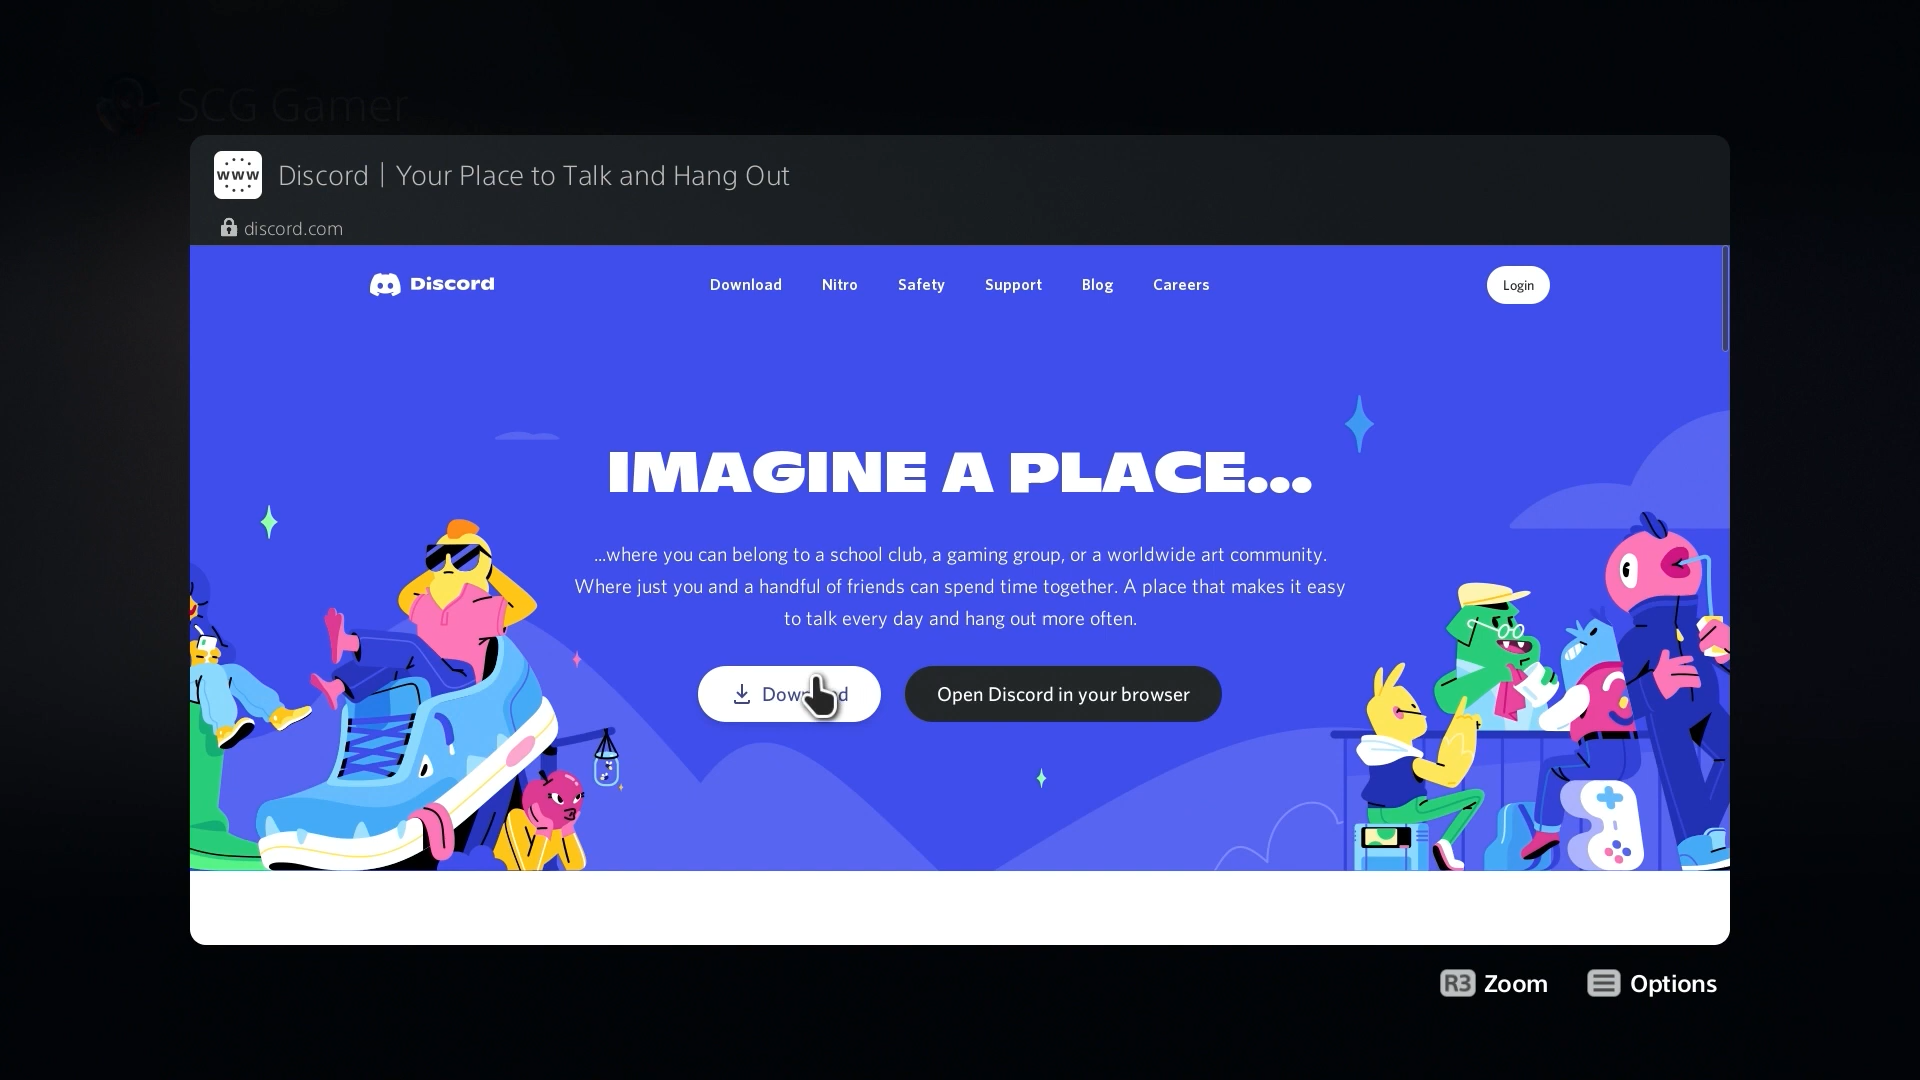 SCG Gamer
www
Discord | Your Place to Talk and Hang Out
discord.com
Discord
Download
Nitro
Safety
Support
Blog
Careers
Login
IMAGINE A PLACE...
...where you can belong to a school club, a gaming group, or a worldwide art community.
Where just you and a handful of friends can spend time together. A place that makes it easy
to talk every day and hang out more often.
Download
Open Discord in your browser
R3 Zoom
Options